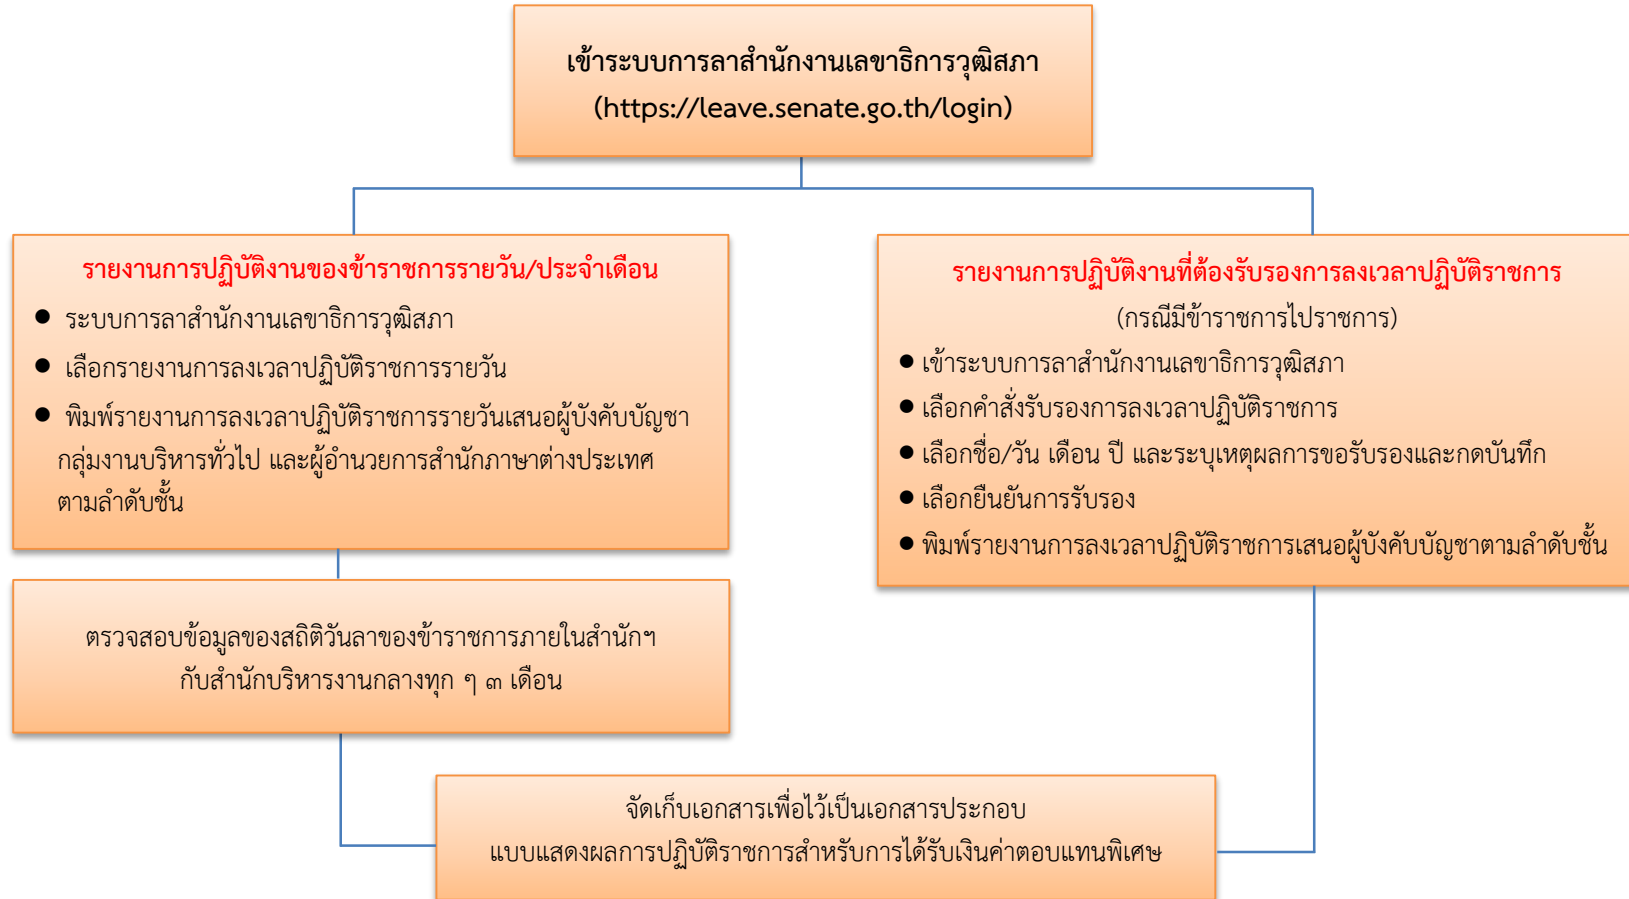 เข้าระบบการลาสำนักงานเลขาธิการวุฒิสภา
(https://leave.senate.go.th/login)
รายงานการปฏิบัติงานของข้าราชการรายวัน/ประจำเดือน
● ระบบการลาสำนักงานเลขาธิการวุฒิสภา
● เลือกรายงานการลงเวลาปฏิบัติราชการรายวัน
● พิมพ์รายงานการลงเวลาปฏิบัติราชการรายวันเสนอผู้บังคับบัญชา
กลุ่มงานบริหารทั่วไป และผู้อำนวยการสำนักภาษาต่างประเทศ
ตามลำดับชั้น
รายงานการปฏิบัติงานที่ต้องรับรองการลงเวลาปฏิบัติราชการ
(กรณีมีข้าราชการไปราชการ)
● เข้าระบบการลาสำนักงานเลขาธิการวุฒิสภา
● เลือกคำสั่งรับรองการลงเวลาปฏิบัติราชการ
● เลือกชื่อ/วัน เดือน ปี และระบุเหตุผลการขอรับรองและกดบันทึก
● เลือกยืนยันการรับรอง
● พิมพ์รายงานการลงเวลาปฏิบัติราชการเสนอผู้บังคับบัญชาตามลำดับชั้น
ตรวจสอบข้อมูลของสถิติวันลาของข้าราชการภายในสำนักฯ
กับสำนักบริหารงานกลางทุก ๆ ๓ เดือน
จัดเก็บเอกสารเพื่อไว้เป็นเอกสารประกอบ
แบบแสดงผลการปฏิบัติราชการสำหรับการได้รับเงินค่าตอบแทนพิเศษ